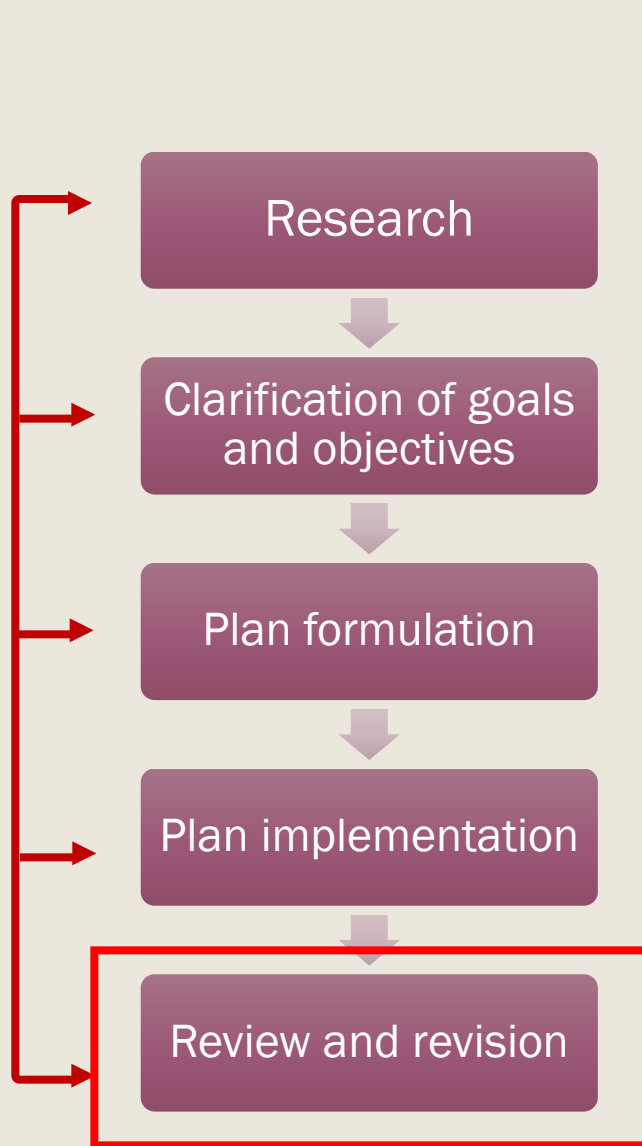 Research
Clarification of goals
and objectives
Plan formulation
Plan implementation
Review and revision